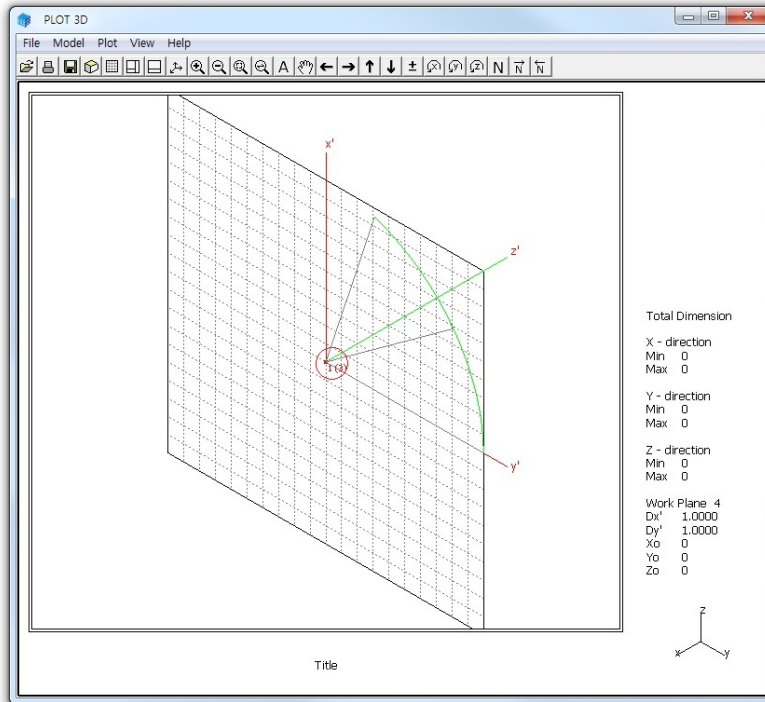 PLOT 3D
File Model Plot View Help
A N N N
x'
z'
1(3)
y'
Total Dimension
X - direction
Min 0
Max 0
Y - direction
Min 0
Max 0
Z - direction
Min 0
Max 0
Work Plane 4
Dx' 1.0000
Dy' 1.0000
Xo 0
Yo 0
Zo 0
z
x y
Title